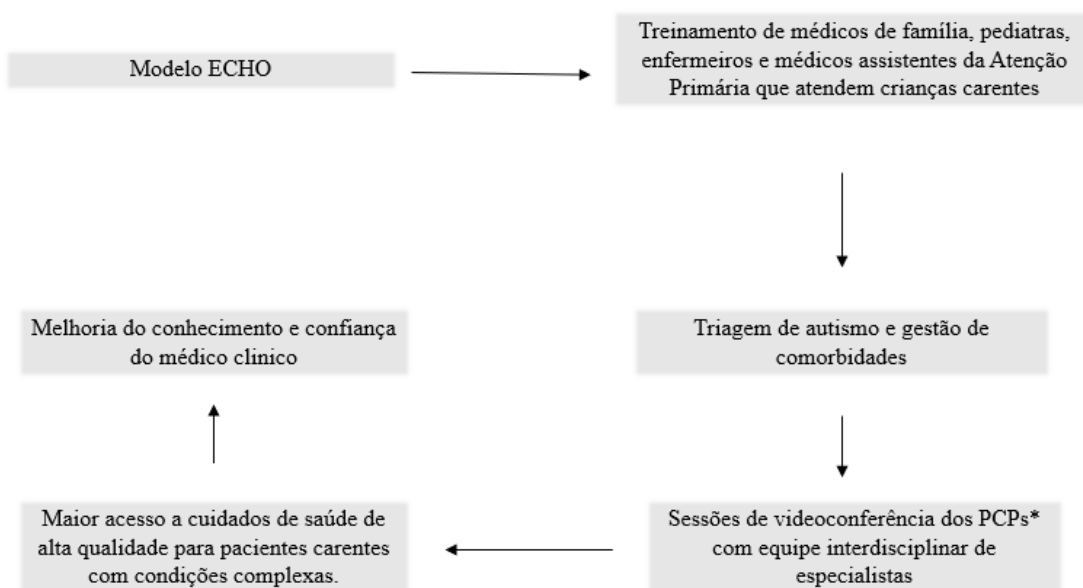 Modelo ECHO
Treinamento de médicos de família, pediatras,
enfermeiros e médicos assistentes da Atenção
Primária que atendem crianças carentes
Triagem de autismo e gestão de
comorbidades
Sessões de videoconferência dos PCPs*
com equipe interdisciplinar de
especialistas
Maior acesso a cuidados de saúde de
alta qualidade para pacientes carentes
com condições complexas.
Melhoria do conhecimento e confiança
do médico clinico